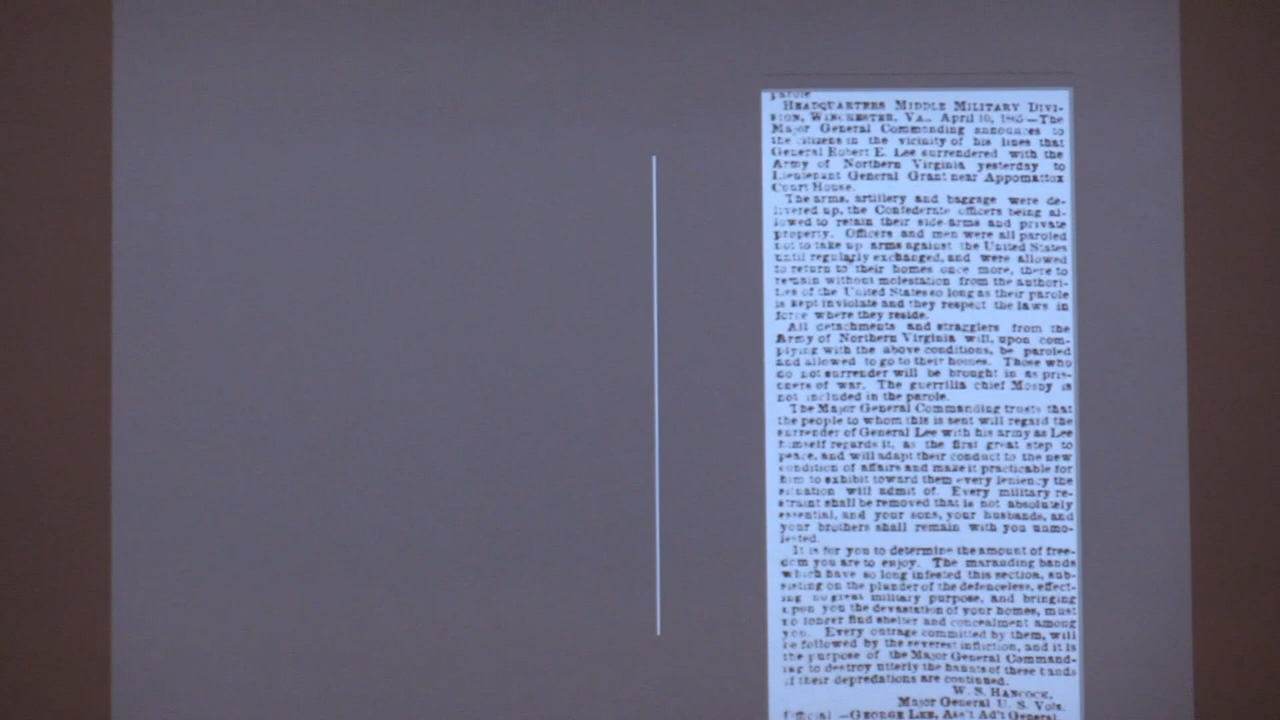 parole
HEADQUARTERS MIDDLE MILITARY DIVI-
SION, WINCHESTER, VA., April 10, 1865—The
Major General Commanding announces to
the citizens in the vicinity of his lines that
General Robert E. Lee surrendered with the
Army of Northern Virginia yesterday to
Lieutenant General Grant near Appomattox
Court House.
The arms, artillery and baggage were de-
livered up, the Confederate officers being al-
lowed to retain their side-arms and private
property. Officers and men were all paroled
not to take up arms against the United States
until regularly exchanged, and were allowed
to return to their homes once more, there to
remain without molestation from the authori-
ties of the United States so long as their parole
is kept inviolate and they respect the laws in
force where they reside.
All detachments and stragglers from the
Army of Northern Virginia will, upon com-
plying with the above conditions, be paroled
and allowed to go to their homes. Those who
do not surrender will be brought in as pris-
oners of war. The guerrilla chief Mosby is
not included in the parole.
The Major General Commanding trusts that
the people to whom this is sent will regard the
surrender of General Lee with his army as Lee
himself regards it, as the first great step to
peace, and will adapt their conduct to the new
condition of affairs and make it practicable for
him to exhibit toward them every leniency the
situation will admit of. Every military re-
straint shall be removed that is not absolutely
essential, and your sons, your husbands, and
your brothers shall remain with you unmo-
lested.
It is for you to determine the amount of free-
dom you are to enjoy. The marauding bands
which have so long infested this section, sub-
sisting on the plunder of the defenceless, effect-
ing no great military purpose, and bringing
upon you the devastation of your homes, must
no longer find shelter and concealment among
you. Every outrage committed by them, will
be followed by the severest infliction, and it is
the purpose of the Major General Command-
ing to destroy utterly the haunts of these bands
if their depredations are continued.
W. S. HANCOCK,
Major General U. S. Vols.
Official—GEORGE LEE, Ass't Ad't General.